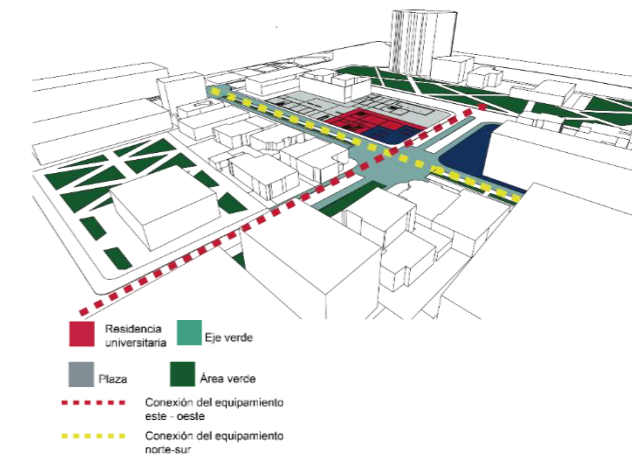 Residencia
universitaria
Eje verde
Plaza
Área verde
Conexión del equipamiento
este - oeste
Conexión del equipamiento
norte-sur